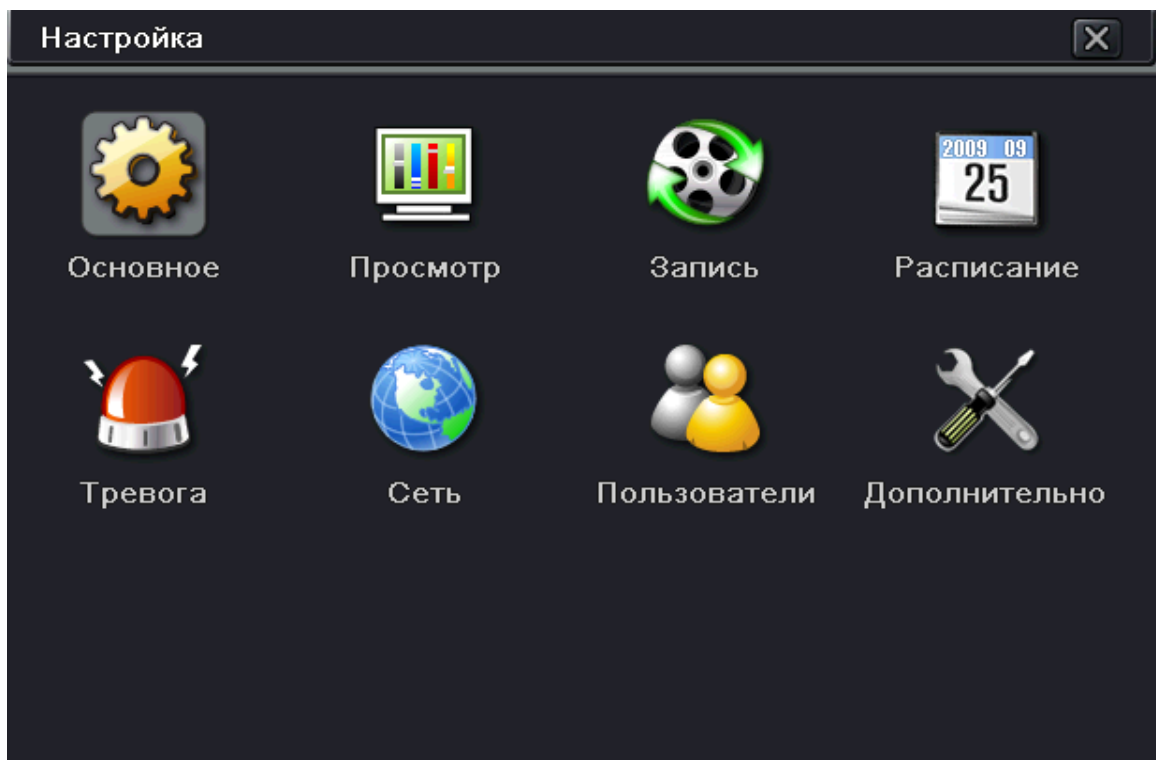 Настройка
2009 09
25
Основное Просмотр Запись Расписание
Тревога Сеть Пользователи Дополнительно